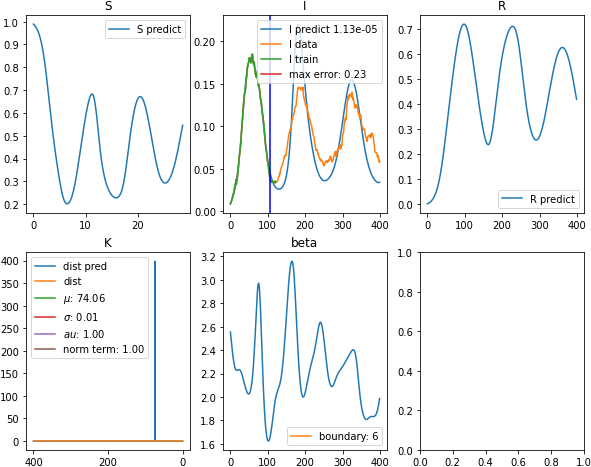 S
I
R
S predict
I predict 1.13e-05
I data
I train
max error: 0.23
R predict
1.0
0.9
0.8
0.7
0.6
0.5
0.4
0.3
0.2
0 10 20
0.20
0.15
0.10
0.05
0.00
0 100 200 300 400
0.7
0.6
0.5
0.4
0.3
0.2
0.1
0.0
0 100 200 300 400
K
beta
dist pred
dist
μ: 74.06
σ: 0.01
au: 1.00
norm term: 1.00
boundary: 6
400
350
300
250
200
150
100
50
0
400 200 0
3.2
3.0
2.8
2.6
2.4
2.2
2.0
1.8
1.6
0 100 200 300 400
1.0
0.8
0.6
0.4
0.2
0.0
0.0 0.2 0.4 0.6 0.8 1.0